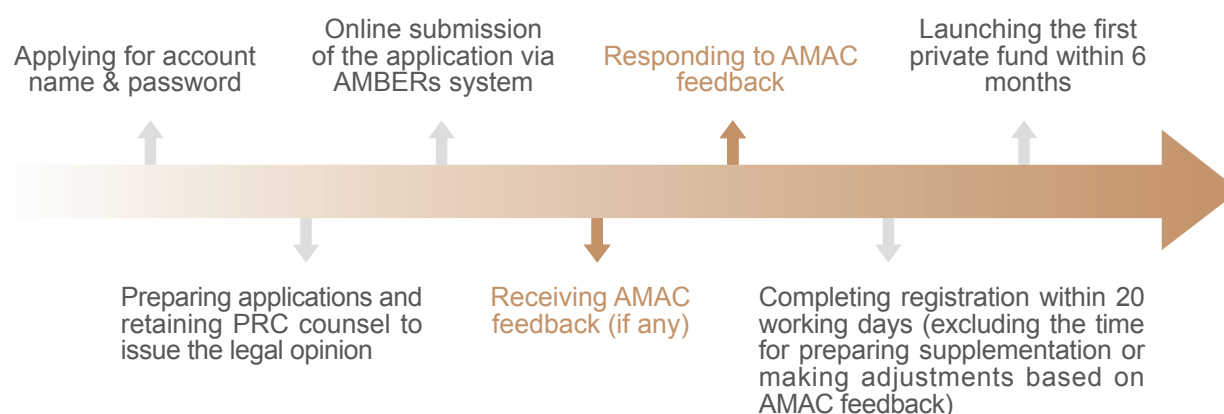 Applying for account
name & password
Online submission
of the application via
AMBERs system
Responding to AMAC
feedback
Launching the first
private fund within 6
months
Preparing applications and
retaining PRC counsel to
issue the legal opinion
Receiving AMAC
feedback (if any)
Completing registration within 20
working days (excluding the time
for preparing supplementation or
making adjustments based on
AMAC feedback)